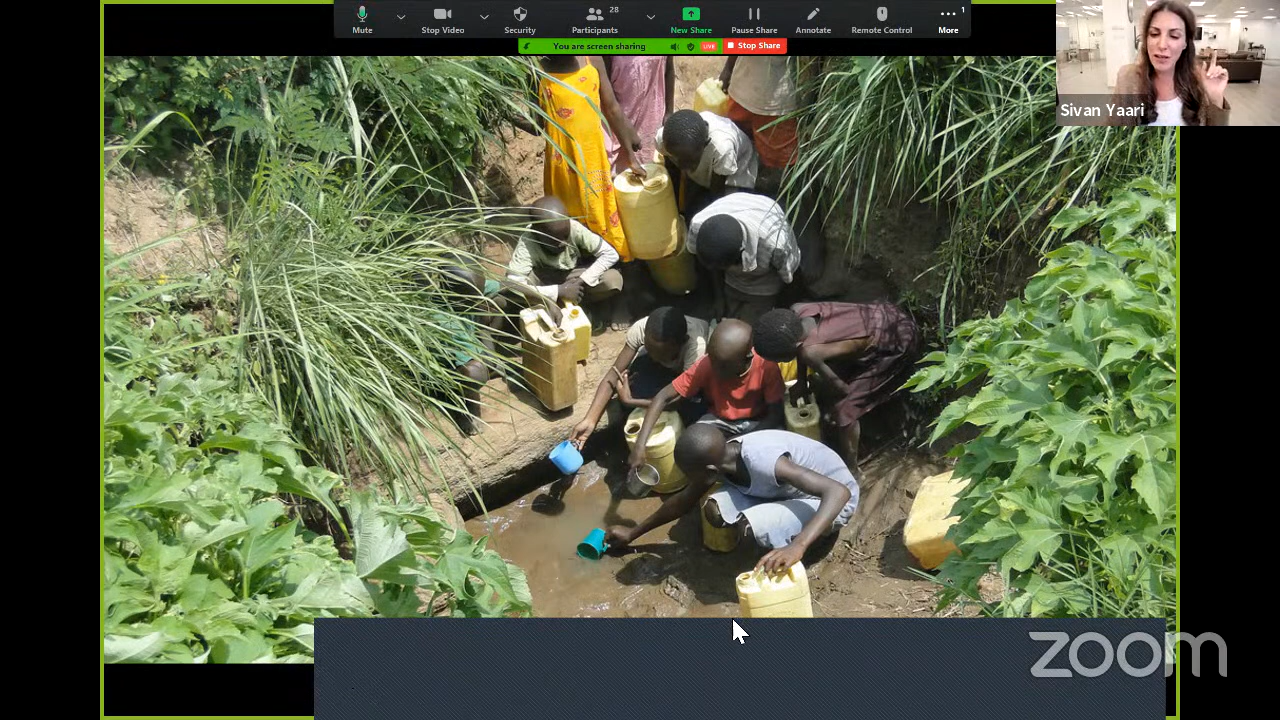 28
1
Mute
Stop Video
Security
Participants
New Share
Pause Share
Annotate
Remote Control
More
You are screen sharing
LIVE
Stop Share
Sivan Yaari
zoom